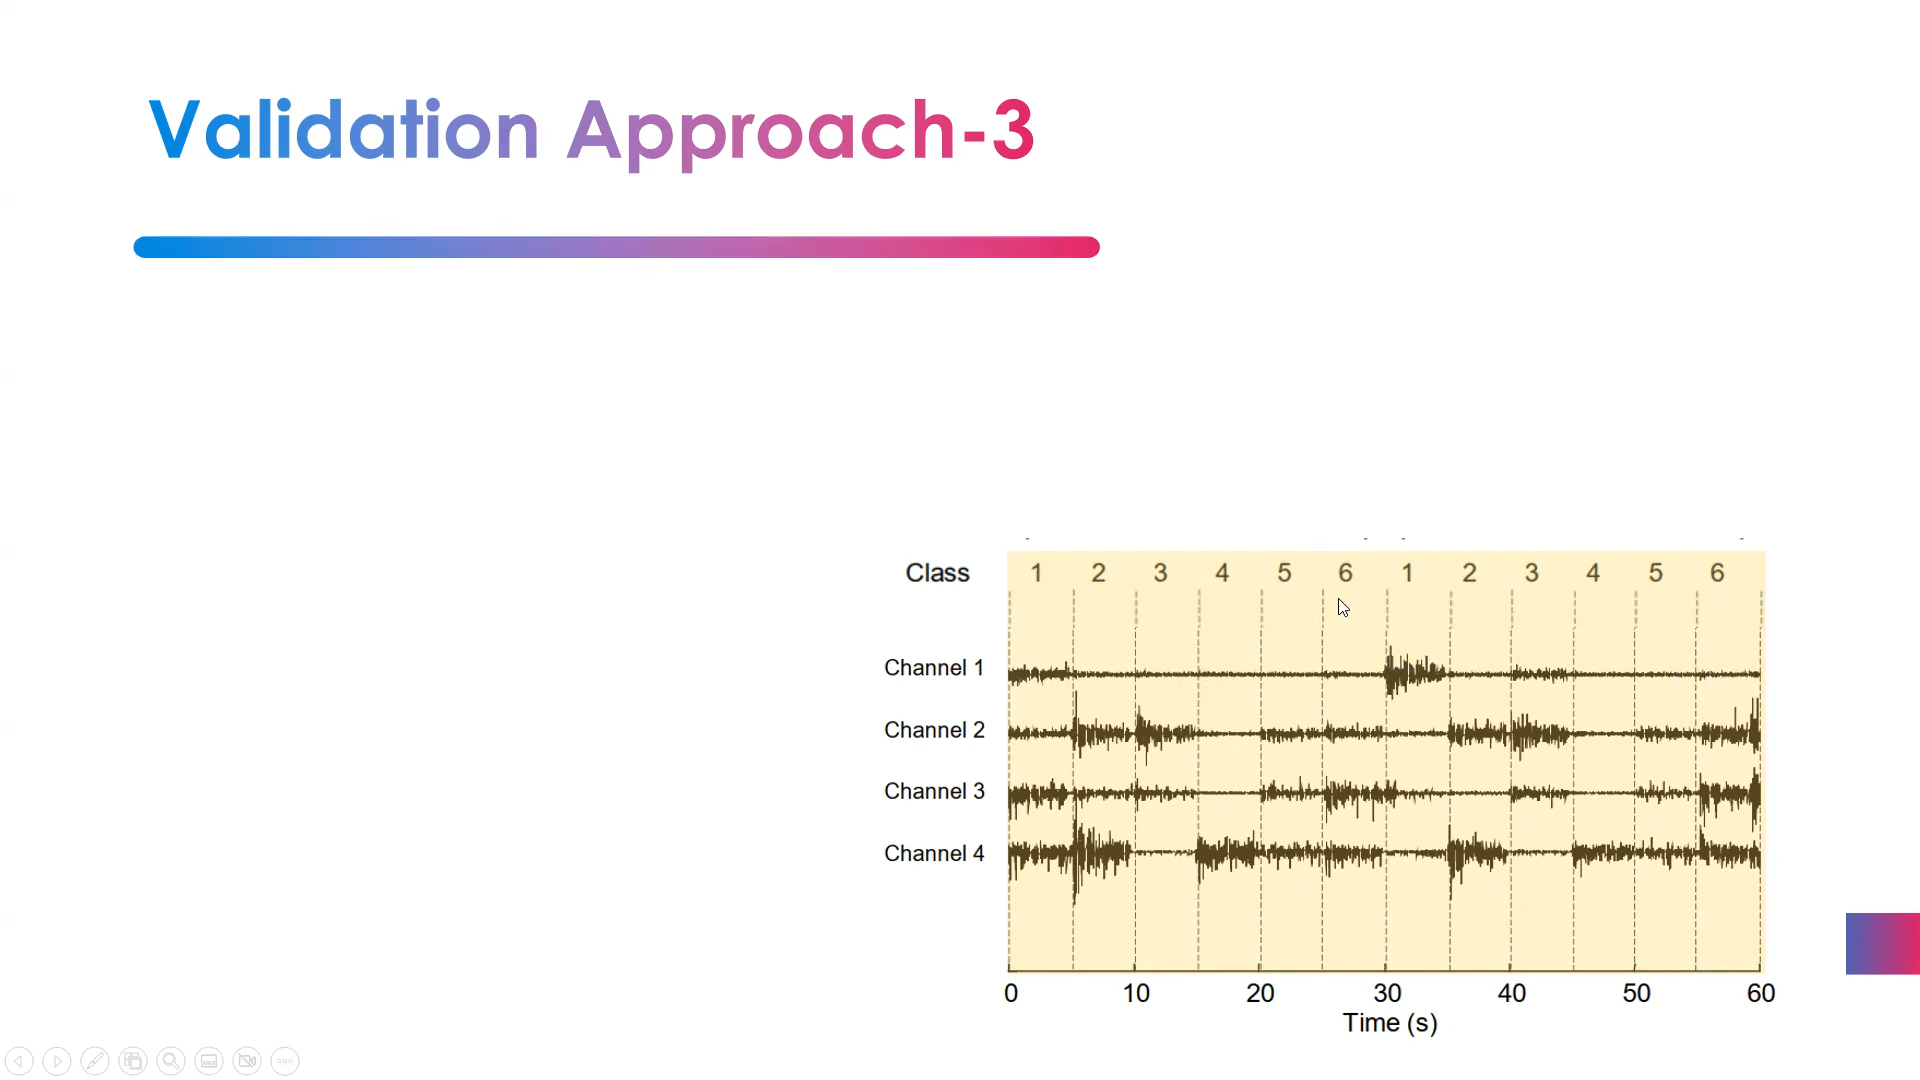 Validation Approach-3
Class 1 2 3 4 5 6 1 2 3 4 5 6
Channel 1
Channel 2
Channel 3
Channel 4
0 10 20 30 40 50 60
Time (s)